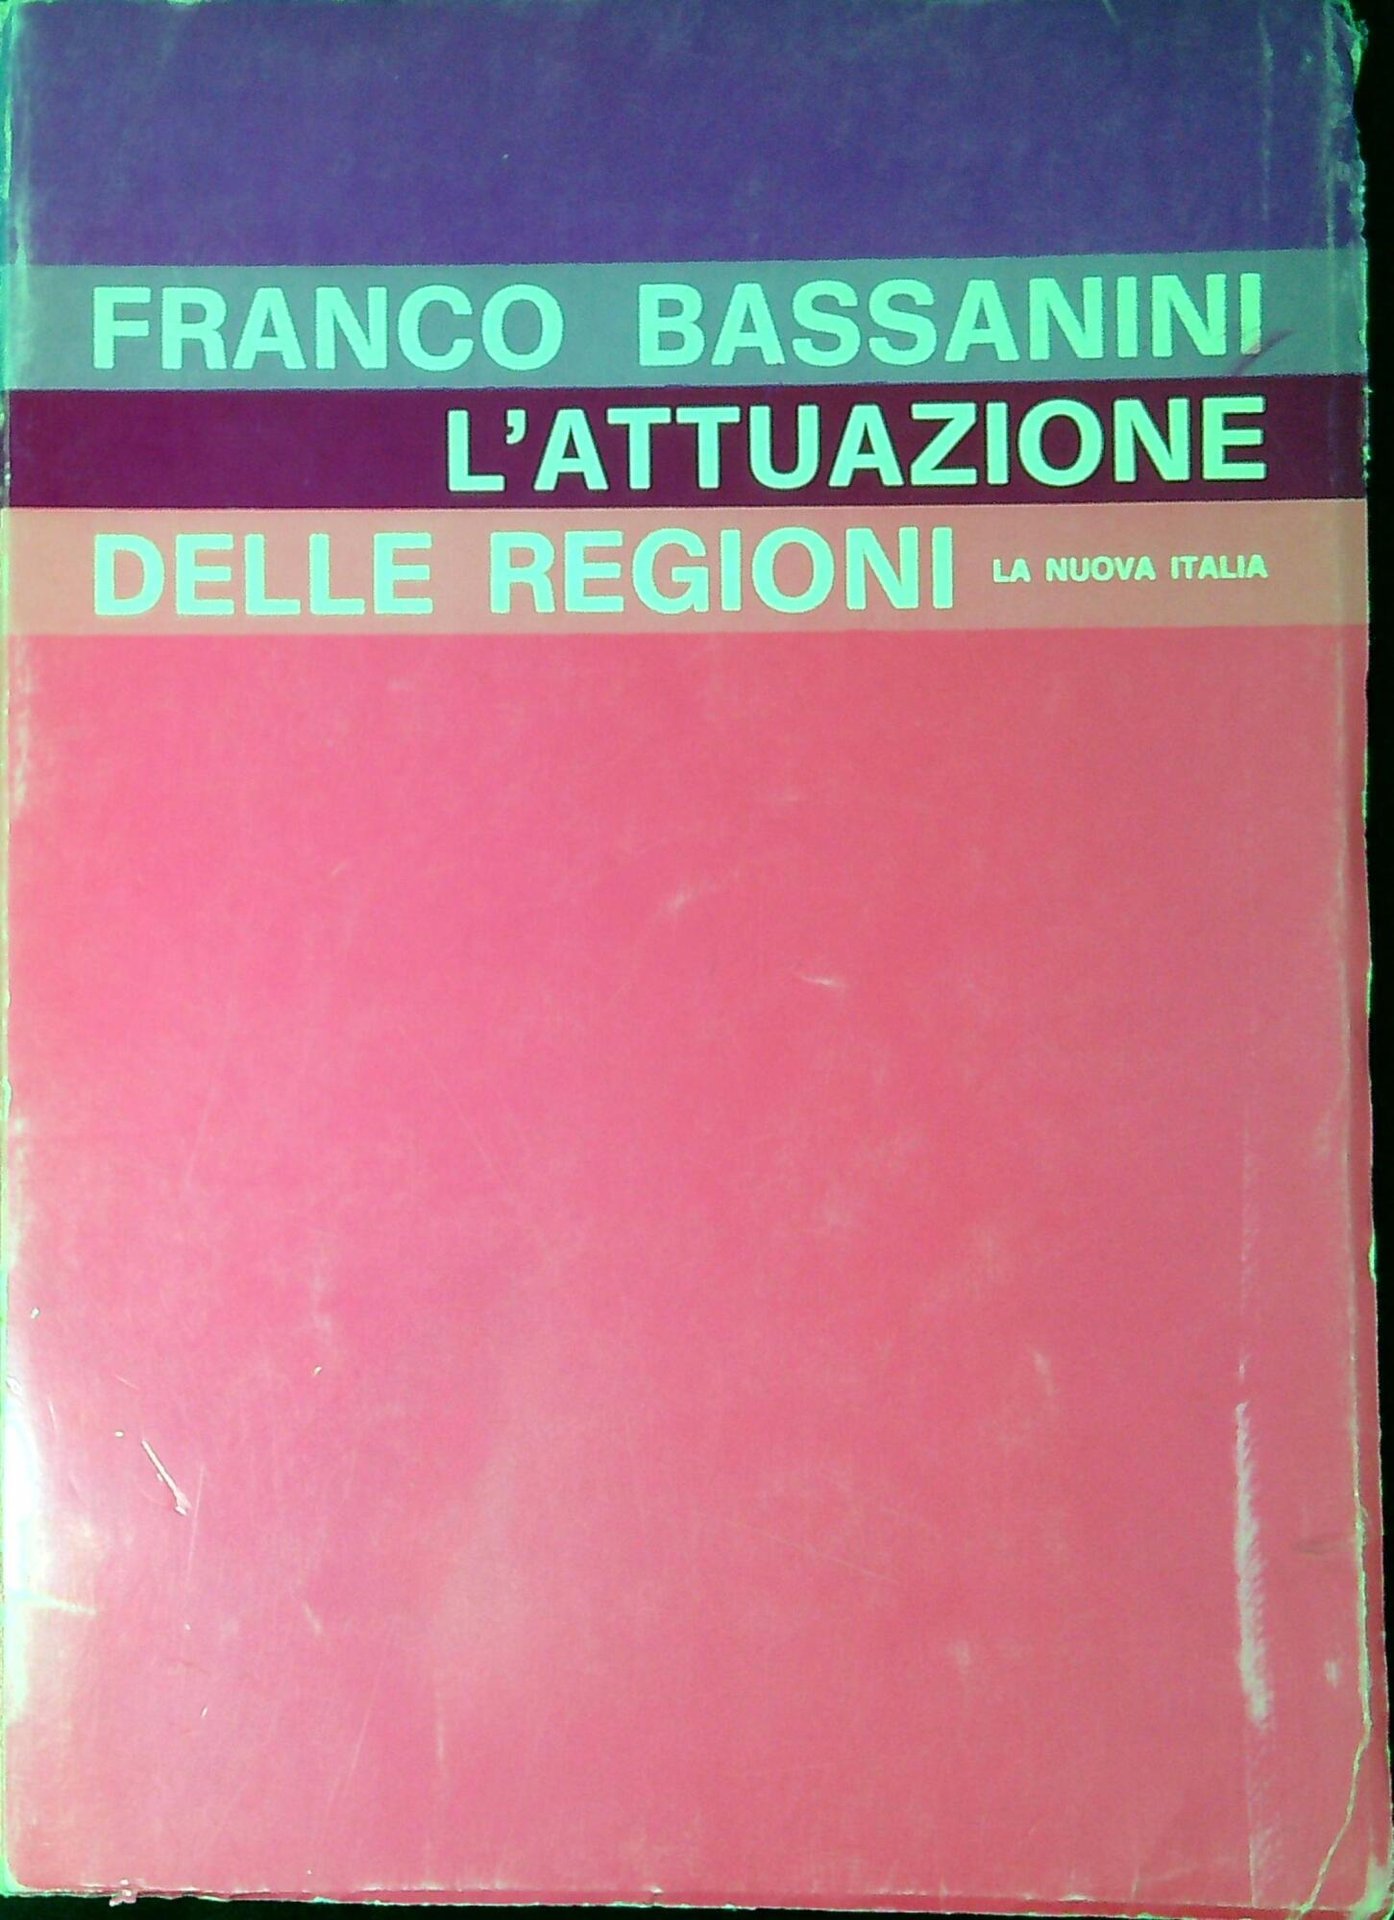 FRANCO BASSANINI
L'ATTUAZIONE
DELLE REGIONI LA NUOVA ITALIA